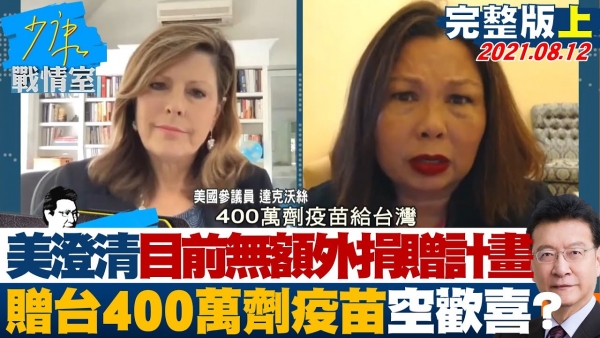 少康
戰情室
完整版上
2021.08.12
美國參議員 達克沃絲
400萬劑疫苗給台灣
美澄清目前無額外捐贈計畫
贈台400萬劑疫苗空歡喜?